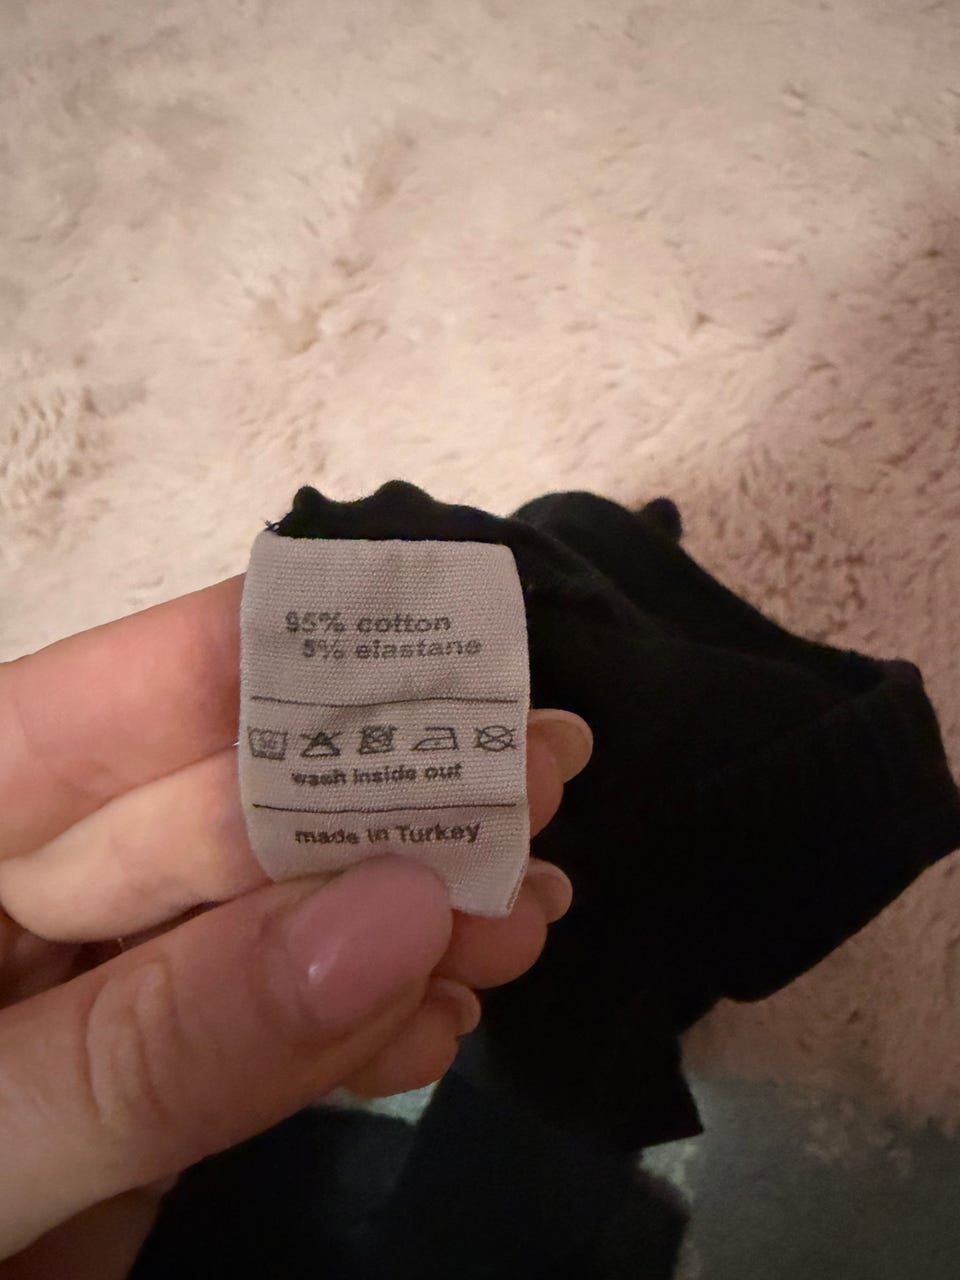 95% cotton
5% elastane
wash inside out
made in Turkey